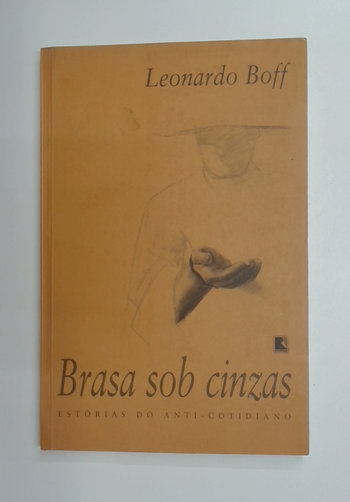 Leonardo Boff
Brasa sob cinzas
ESTÓRIAS DO ANTI-COTIDIANO